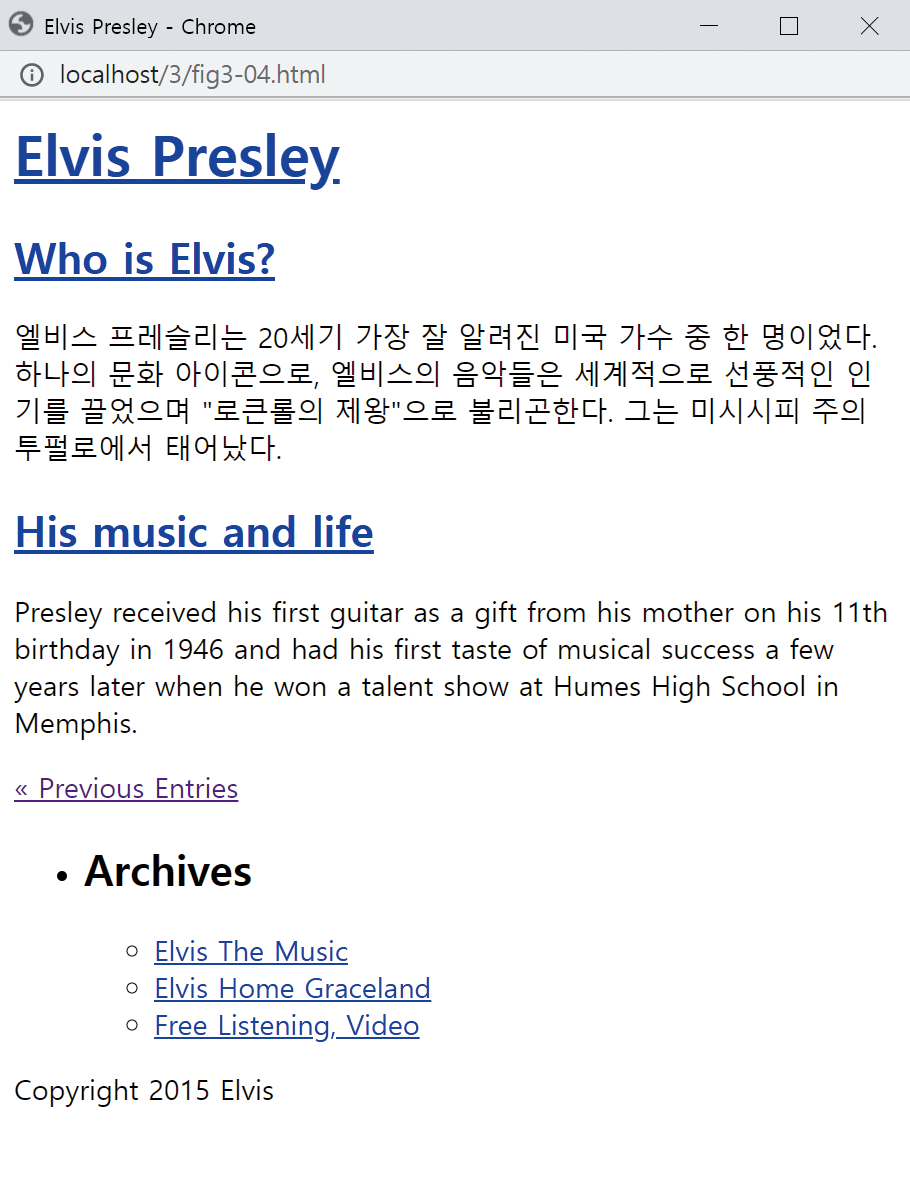 Elvis Presley - Chrome
localhost/3/fig3-04.html
Elvis Presley
Who is Elvis?
엘비스 프레슬리는 20세기 가장 잘 알려진 미국 가수 중 한 명이었다.
하나의 문화 아이콘으로, 엘비스의 음악들은 세계적으로 선풍적인 인
기를 끌었으며 "로큰롤의 제왕"으로 불리곤한다. 그는 미시시피 주의
투펄로에서 태어났다.
His music and life
Presley received his first guitar as a gift from his mother on his 11th
birthday in 1946 and had his first taste of musical success a few
years later when he won a talent show at Humes High School in
Memphis.
« Previous Entries
Archives
Elvis The Music
Elvis Home Graceland
Free Listening, Video
Copyright 2015 Elvis